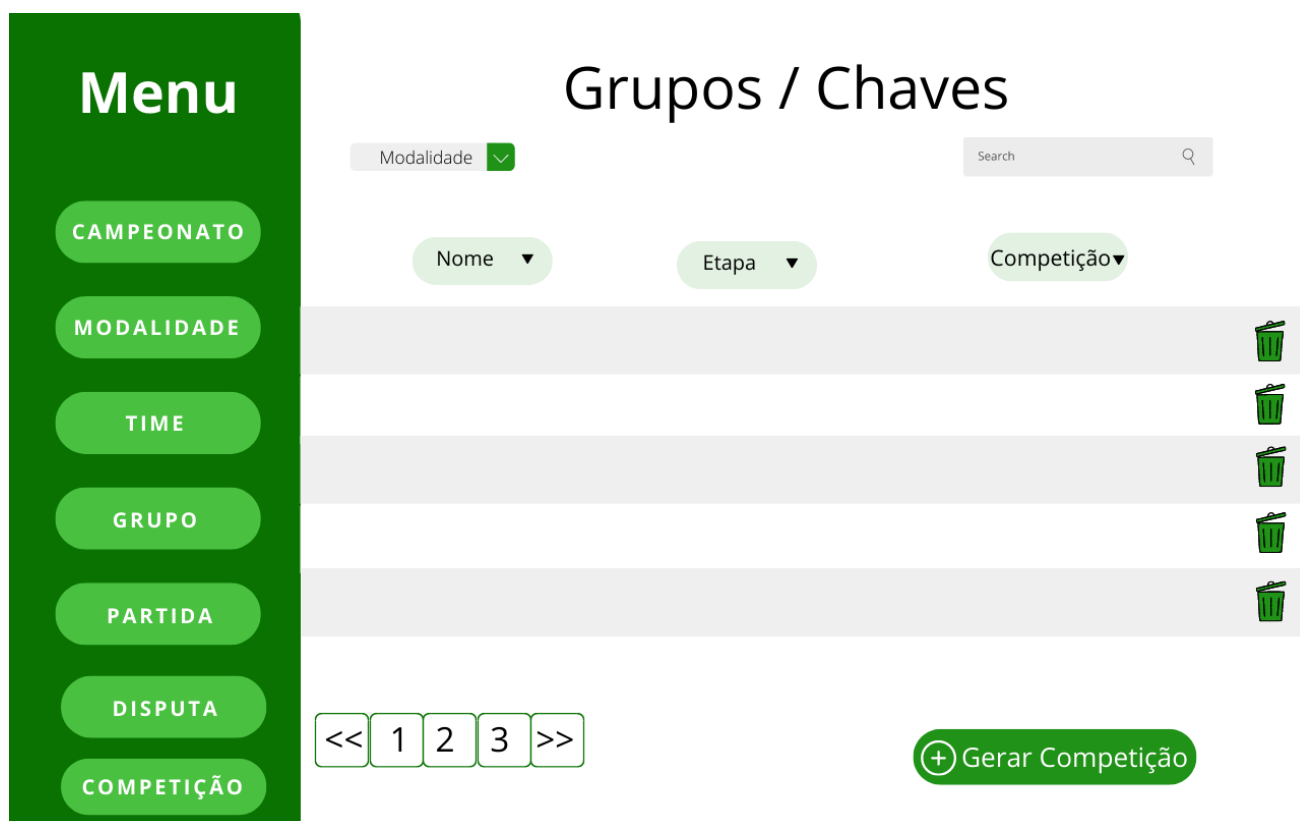 Menu
CAMPEONATO
MODALIDADE
TIME
GRUPO
PARTIDA
DISPUTA
COMPETIÇÃO
Grupos / Chaves
Modalidade
Search
Nome ▼
Etapa ▼
Competição▼
<< 1 2 3 >>
+ Gerar Competição